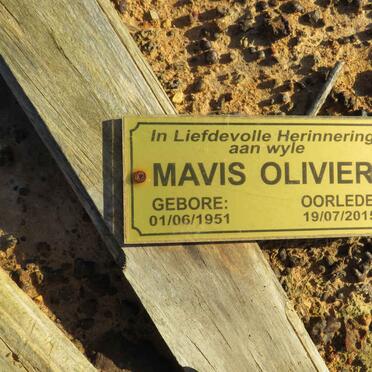 In Liefdevolle Herinnering
aan wyle
MAVIS OLIVIER
GEBORE: OORLEDE
01/06/1951 19/07/2015